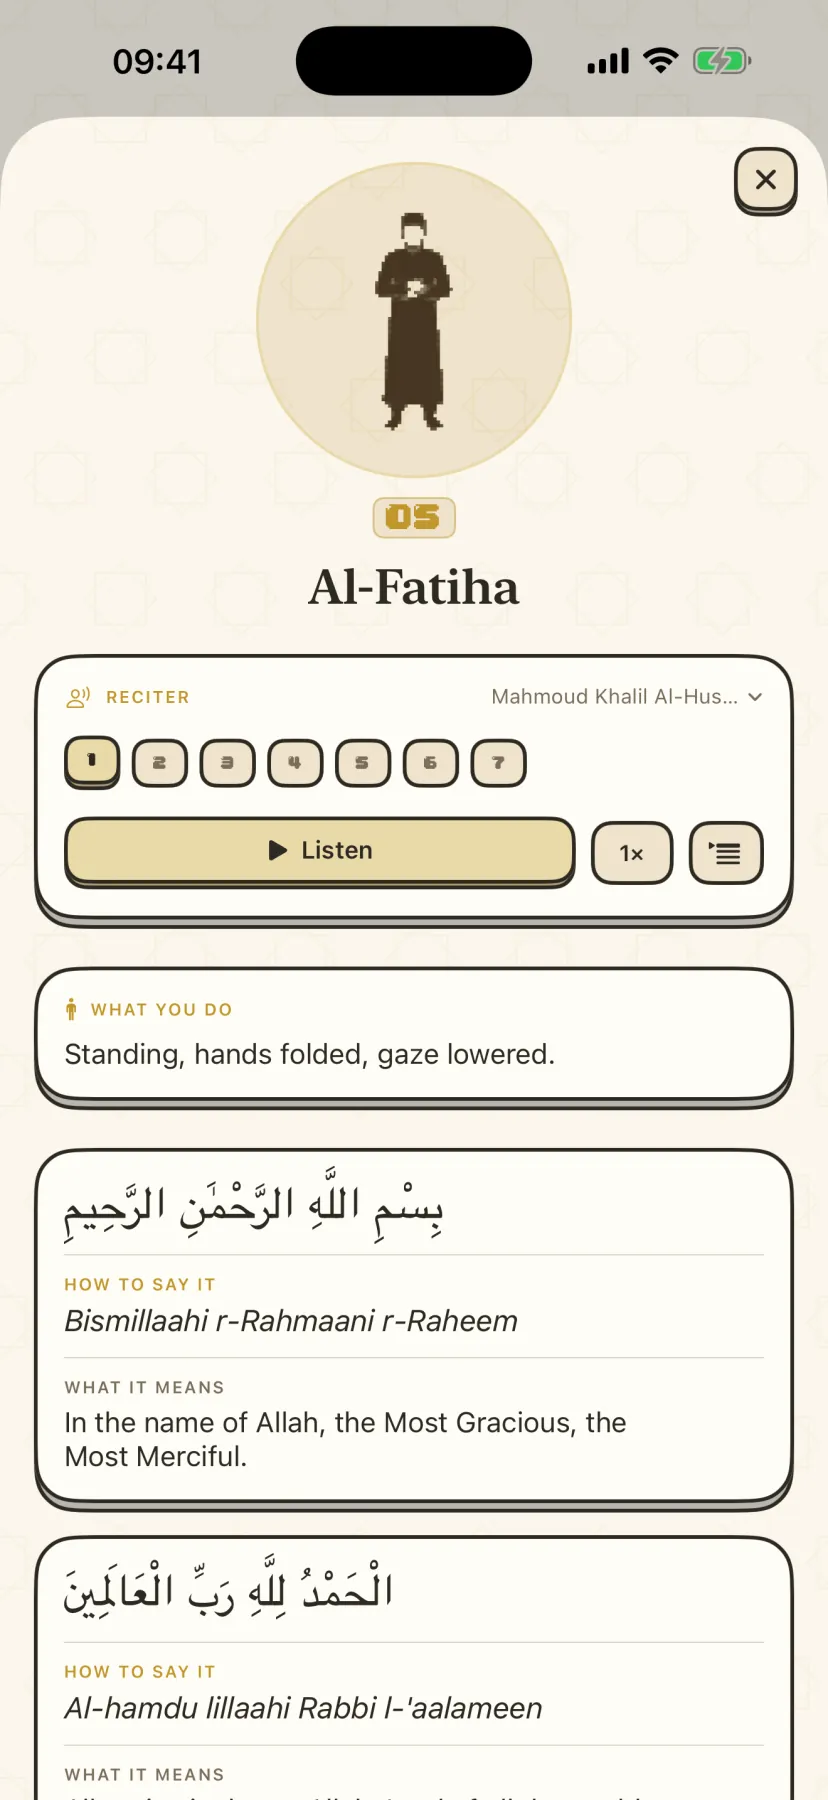 09:41
05
Al-Fatiha
RECITER
Mahmoud Khalil Al-Hus...
1 2 3 4 5 6 7
Listen
1×
WHAT YOU DO
Standing, hands folded, gaze lowered.
بِسْمِ اللَّهِ الرَّحْمَٰنِ الرَّحِيمِ
HOW TO SAY IT
Bismillaahi r-Rahmaani r-Raheem
WHAT IT MEANS
In the name of Allah, the Most Gracious, the
Most Merciful.
الْحَمْدُ لِلَّهِ رَبِّ الْعَالَمِينَ
HOW TO SAY IT
Al-hamdu lillaahi Rabbi l-'aalameen
WHAT IT MEANS